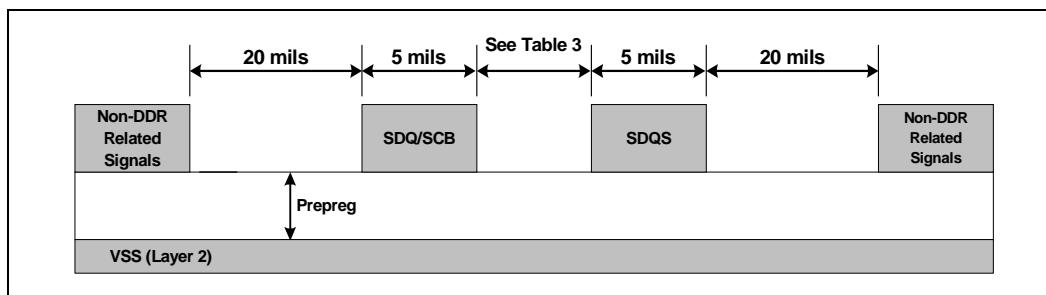 See Table 3
20 mils
5 mils
5 mils
20 mils
Non-DDR
Related
Signals
SDQ/SCB
SDQS
Non-DDR
Related
Signals
Prepreg
VSS (Layer 2)